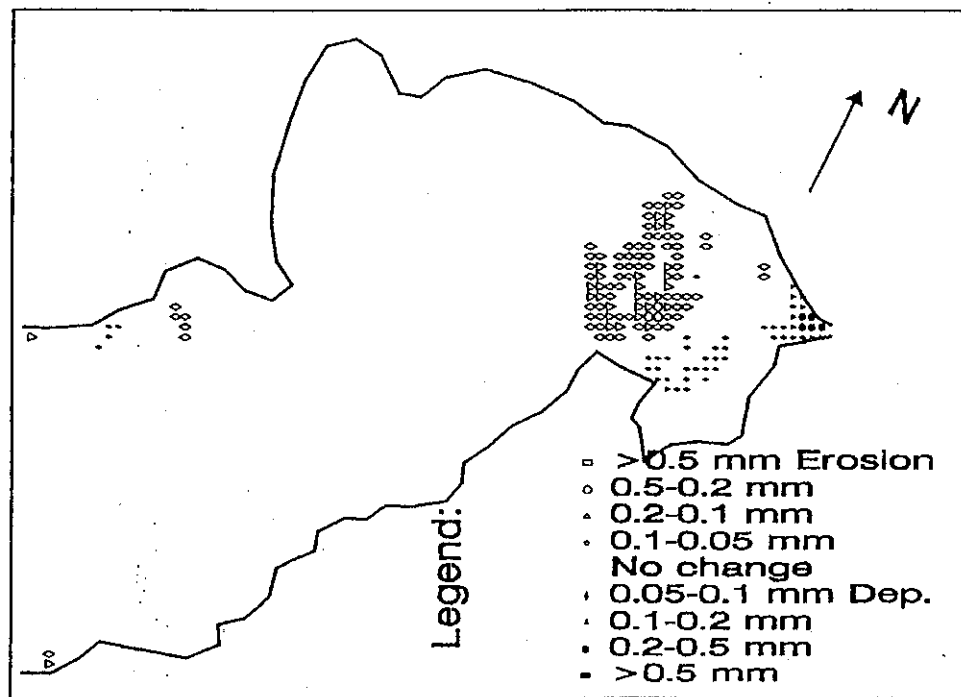 N
Legend:
>0.5 mm Erosion
0.5-0.2 mm
0.2-0.1 mm
0.1-0.05 mm
No change
0.05-0.1 mm Dep.
0.1-0.2 mm
0.2-0.5 mm
>0.5 mm